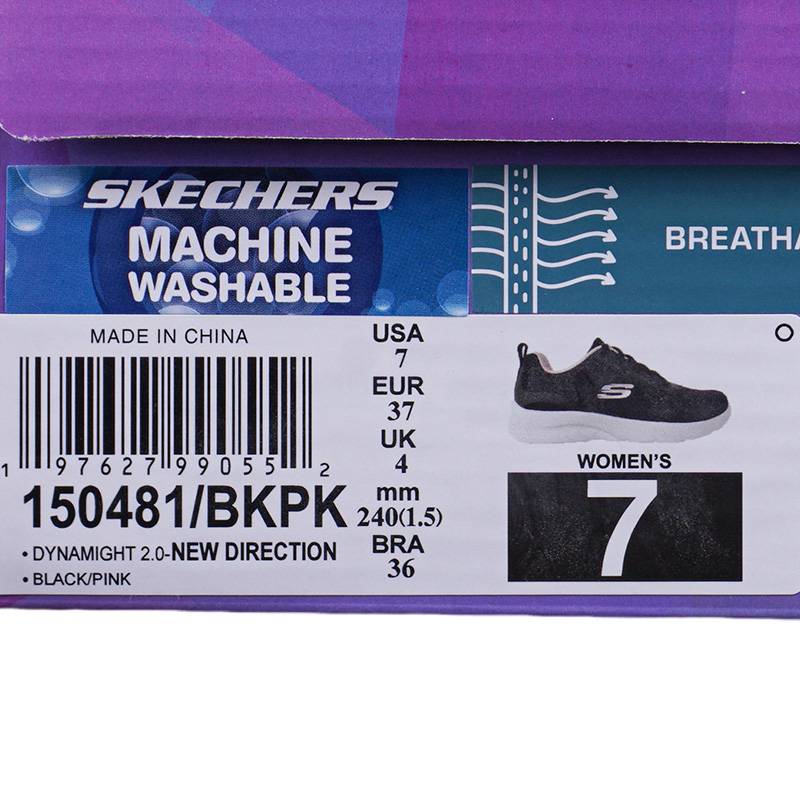 SKECHERS
MACHINE
WASHABLE
BREATHA
MADE IN CHINA
1 97627 99055 2
150481/BKPK
• DYNAMIGHT 2.0-NEW DIRECTION
• BLACK/PINK
USA
7
EUR
37
UK
4
mm
240(1.5)
BRA
36
S
WOMEN'S
7